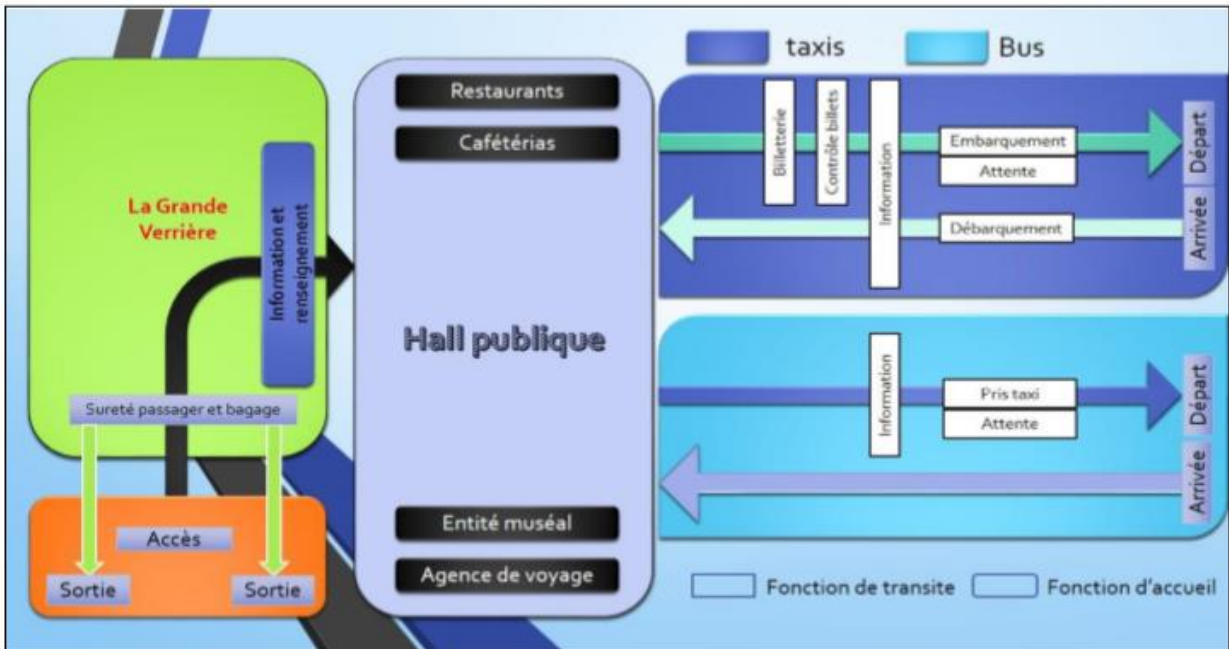 taxis
Bus
Restaurants
Cafétérias
La Grande
Verrière
Information et
renseignement
Hall publique
Sureté passager et bagage
Accès
Sortie
Sortie
Entité muséal
Agence de voyage
Billetterie
Contrôle billets
Information
Embarquement
Attente
Départ
Débarquement
Arrivée
Information
Pris taxi
Attente
Départ
Arrivée
Fonction de transite
Fonction d'accueil